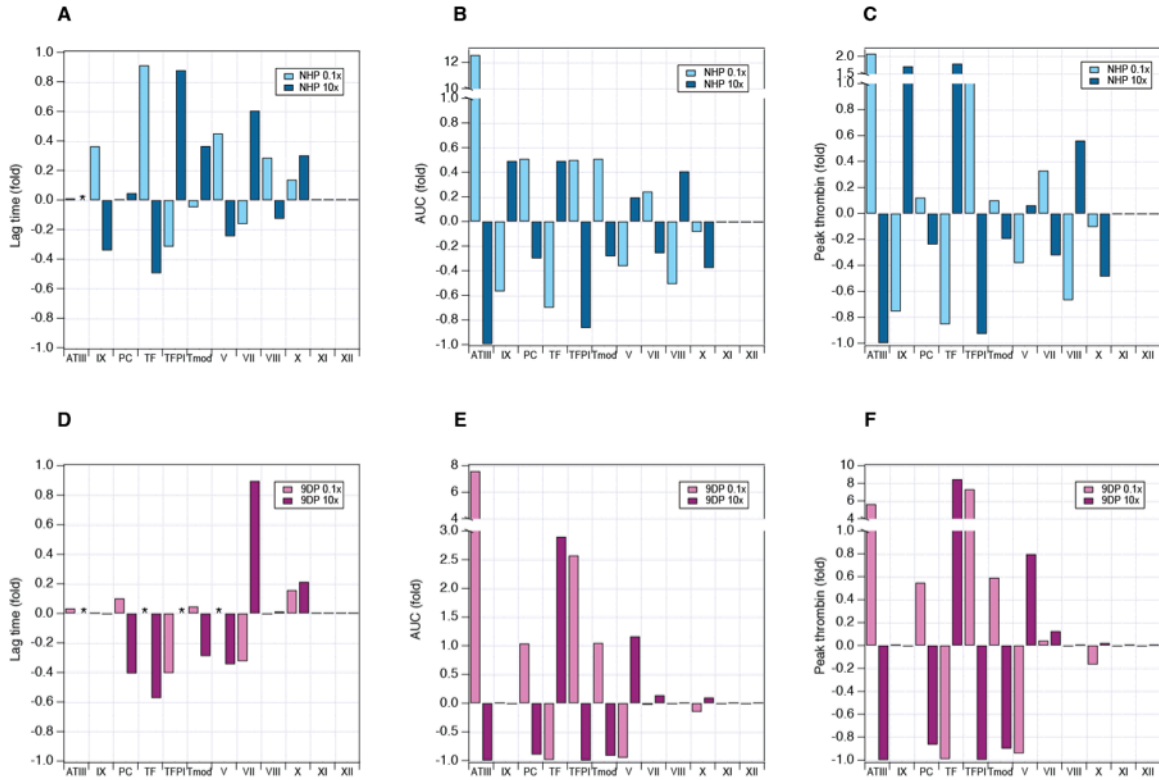 A
B
C
Lag time (fold)
1.0
0.8
0.6
0.4
0.2
0.0
-0.2
-0.4
-0.6
-0.8
-1.0
NHP 0.1x
NHP 10x
*
ATIII IX PC TF TFPI Tmod V VII VIII X XI XII
AUC (fold)
12
10
1.0
0.8
0.6
0.4
0.2
0.0
-0.2
-0.4
-0.6
-0.8
-1.0
NHP 0.1x
NHP 10x
ATIII IX PC TF TFPI Tmod V VII VIII X XI XII
Peak thrombin (fold)
2.0
1.5
1.0
0.8
0.6
0.4
0.2
0.0
-0.2
-0.4
-0.6
-0.8
-1.0
NHP 0.1x
NHP 10x
ATIII IX PC TF TFPI Tmod V VII VIII X XI XII
D
E
F
Lag time (fold)
1.0
0.8
0.6
0.4
0.2
0.0
-0.2
-0.4
-0.6
-0.8
-1.0
9DP 0.1x
9DP 10x
* * * *
ATIII IX PC TF TFPI Tmod V VII VIII X XI XII
AUC (fold)
8
6
4
3.0
2.5
2.0
1.5
1.0
0.5
0.0
-0.5
-1.0
9DP 0.1x
9DP 10x
ATIII IX PC TF TFPI Tmod V VII VIII X XI XII
Peak thrombin (fold)
10
8
6
4
1.0
0.8
0.6
0.4
0.2
0.0
-0.2
-0.4
-0.6
-0.8
-1.0
9DP 0.1x
9DP 10x
ATIII IX PC TF TFPI Tmod V VII VIII X XI XII